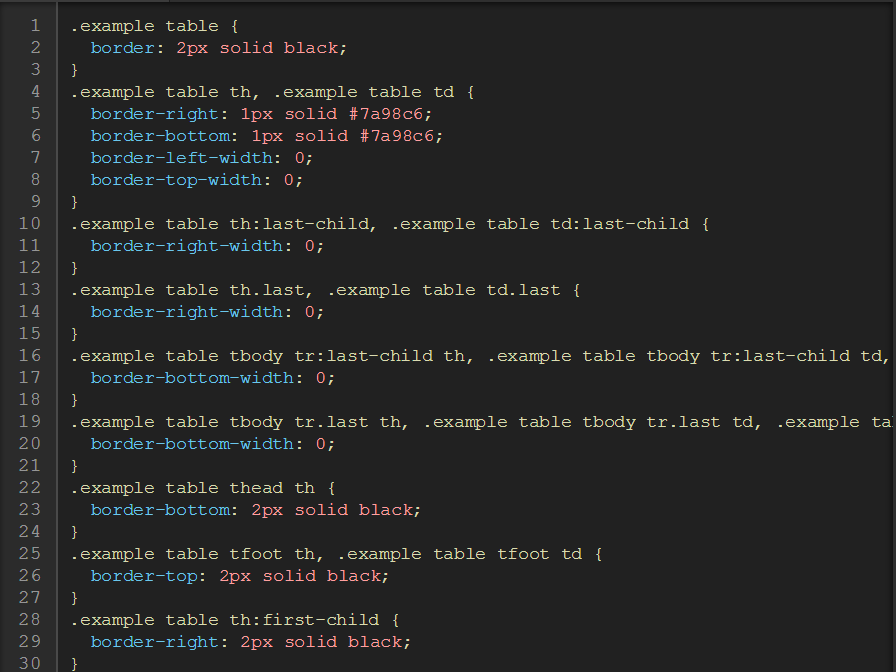 1 .example table {
2   border: 2px solid black;
3 }
4 .example table th, .example table td {
5   border-right: 1px solid #7a98c6;
6   border-bottom: 1px solid #7a98c6;
7   border-left-width: 0;
8   border-top-width: 0;
9 }
10 .example table th:last-child, .example table td:last-child {
11   border-right-width: 0;
12 }
13 .example table th.last, .example table td.last {
14   border-right-width: 0;
15 }
16 .example table tbody tr:last-child th, .example table tbody tr:last-child td,
17   border-bottom-width: 0;
18 }
19 .example table tbody tr.last th, .example table tbody tr.last td, .example
20   border-bottom-width: 0;
21 }
22 .example table thead th {
23   border-bottom: 2px solid black;
24 }
25 .example table tfoot th, .example table tfoot td {
26   border-top: 2px solid black;
27 }
28 .example table th:first-child {
29   border-right: 2px solid black;
30 }